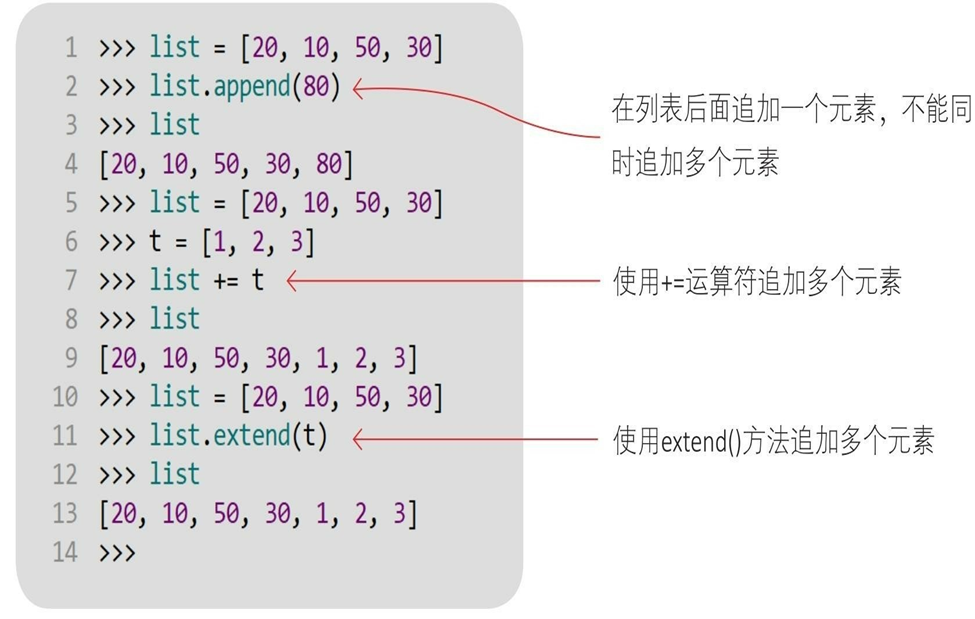 1 >>> list = [20, 10, 50, 30]
2 >>> list.append(80)
3 >>> list
4 [20, 10, 50, 30, 80]
5 >>> list = [20, 10, 50, 30]
6 >>> t = [1, 2, 3]
7 >>> list += t
8 >>> list
9 [20, 10, 50, 30, 1, 2, 3]
10 >>> list = [20, 10, 50, 30]
11 >>> list.extend(t)
12 >>> list
13 [20, 10, 50, 30, 1, 2, 3]
14 >>>
在列表后面追加一个元素，不能同
时追加多个元素
使用+=运算符追加多个元素
使用extend()方法追加多个元素